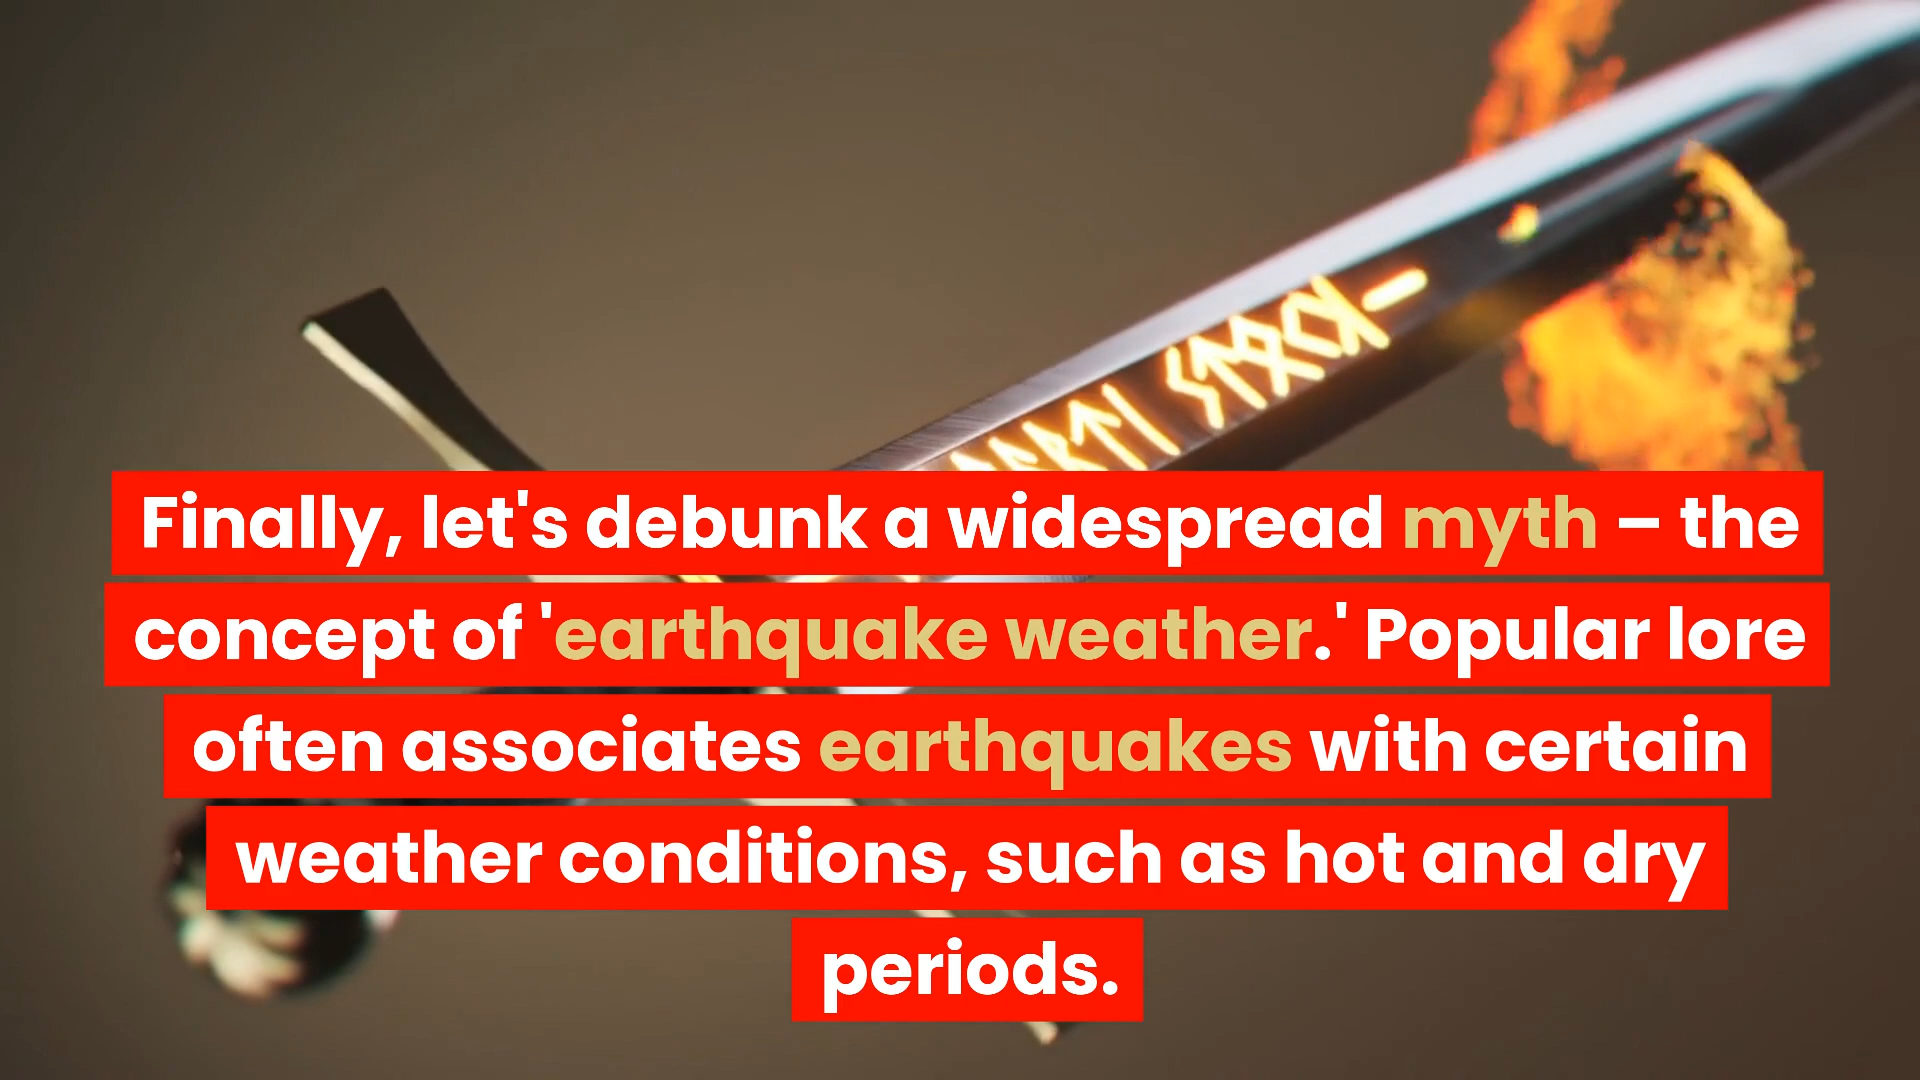 Finally, let's debunk a widespread myth – the
concept of 'earthquake weather.' Popular lore
often associates earthquakes with certain
weather conditions, such as hot and dry
periods.